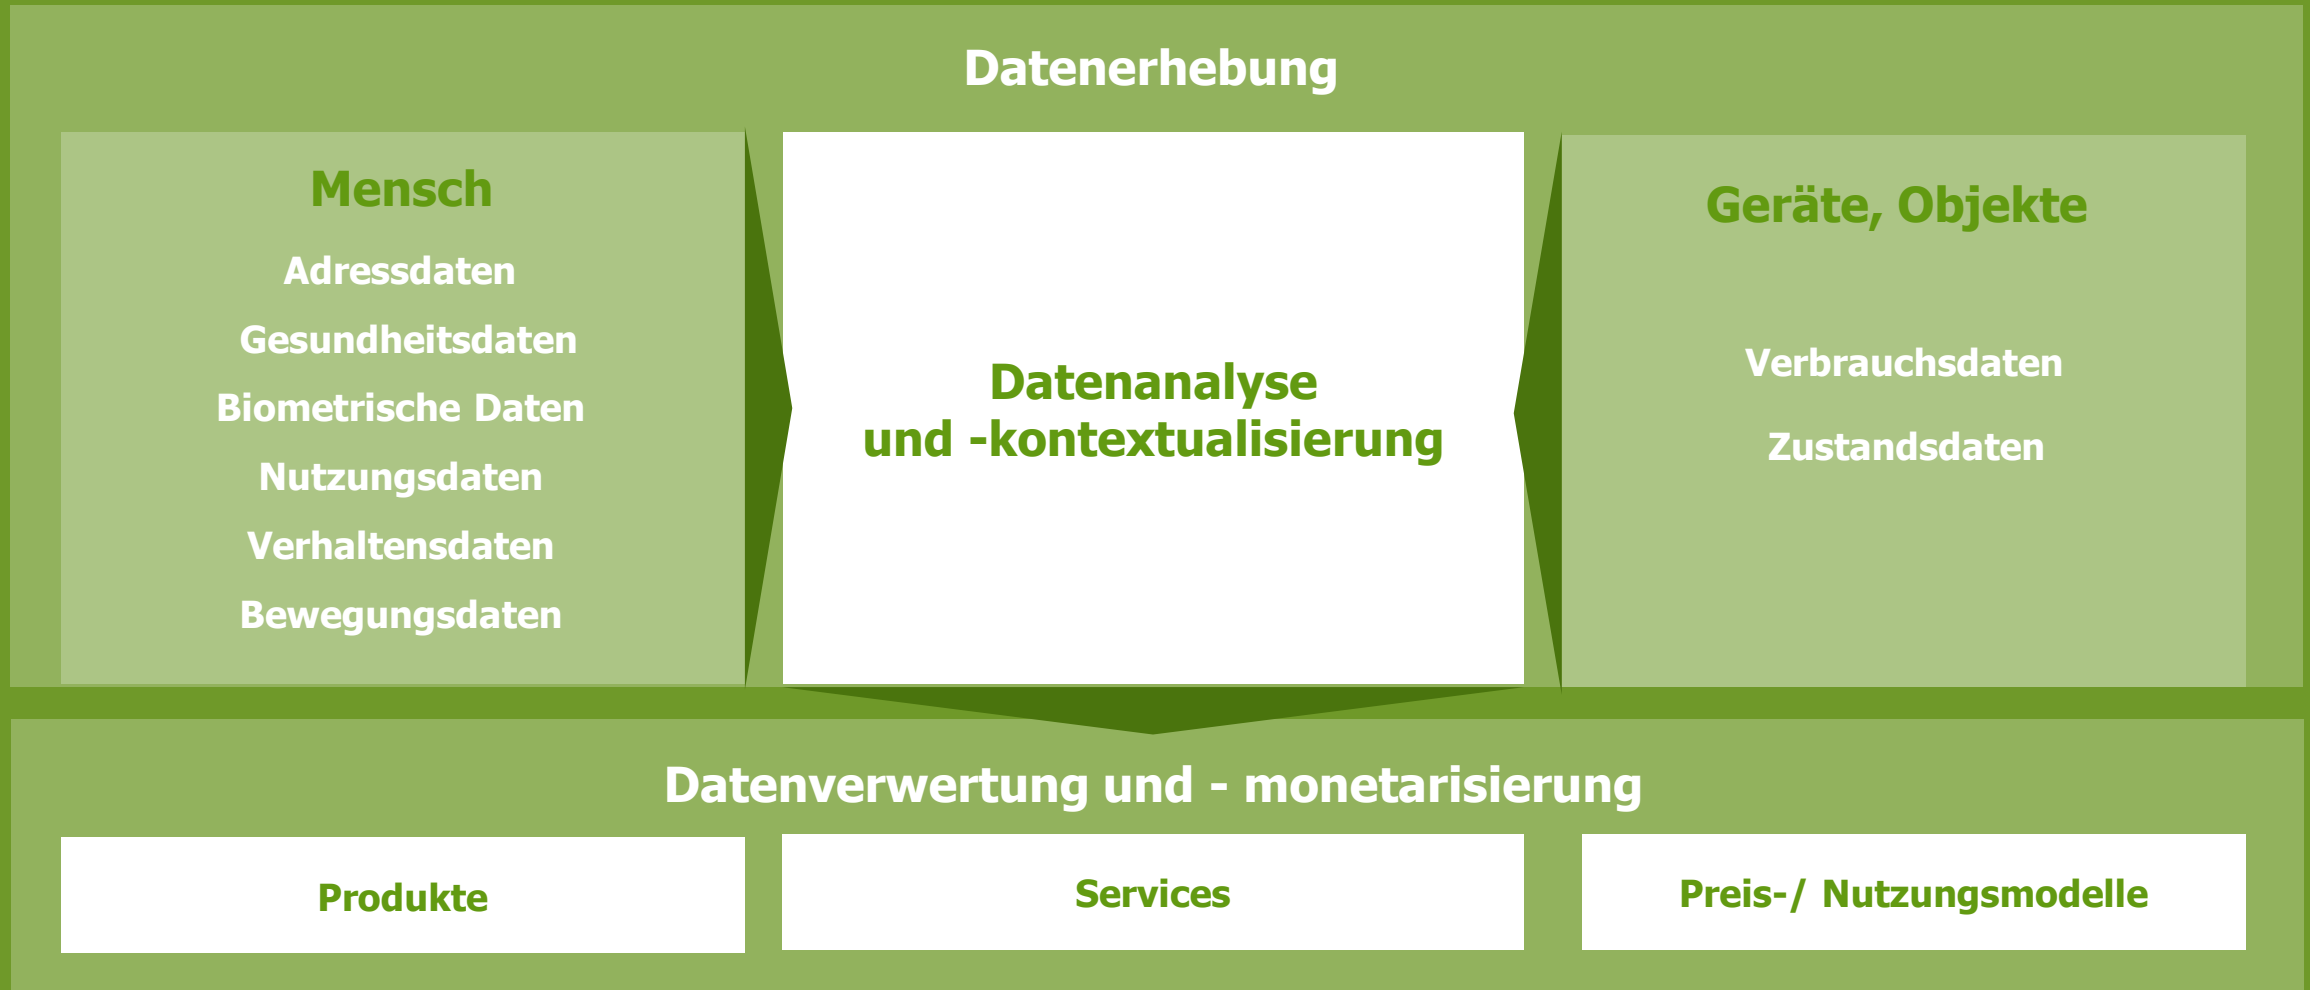 Datenerhebung
Mensch
Adressdaten
Gesundheitsdaten
Biometrische Daten
Nutzungsdaten
Verhaltensdaten
Bewegungsdaten
Datenanalyse
und -kontextualisierung
Geräte, Objekte
Verbrauchsdaten
Zustandsdaten
Datenverwertung und - monetarisierung
Produkte
Services
Preis-/ Nutzungsmodelle